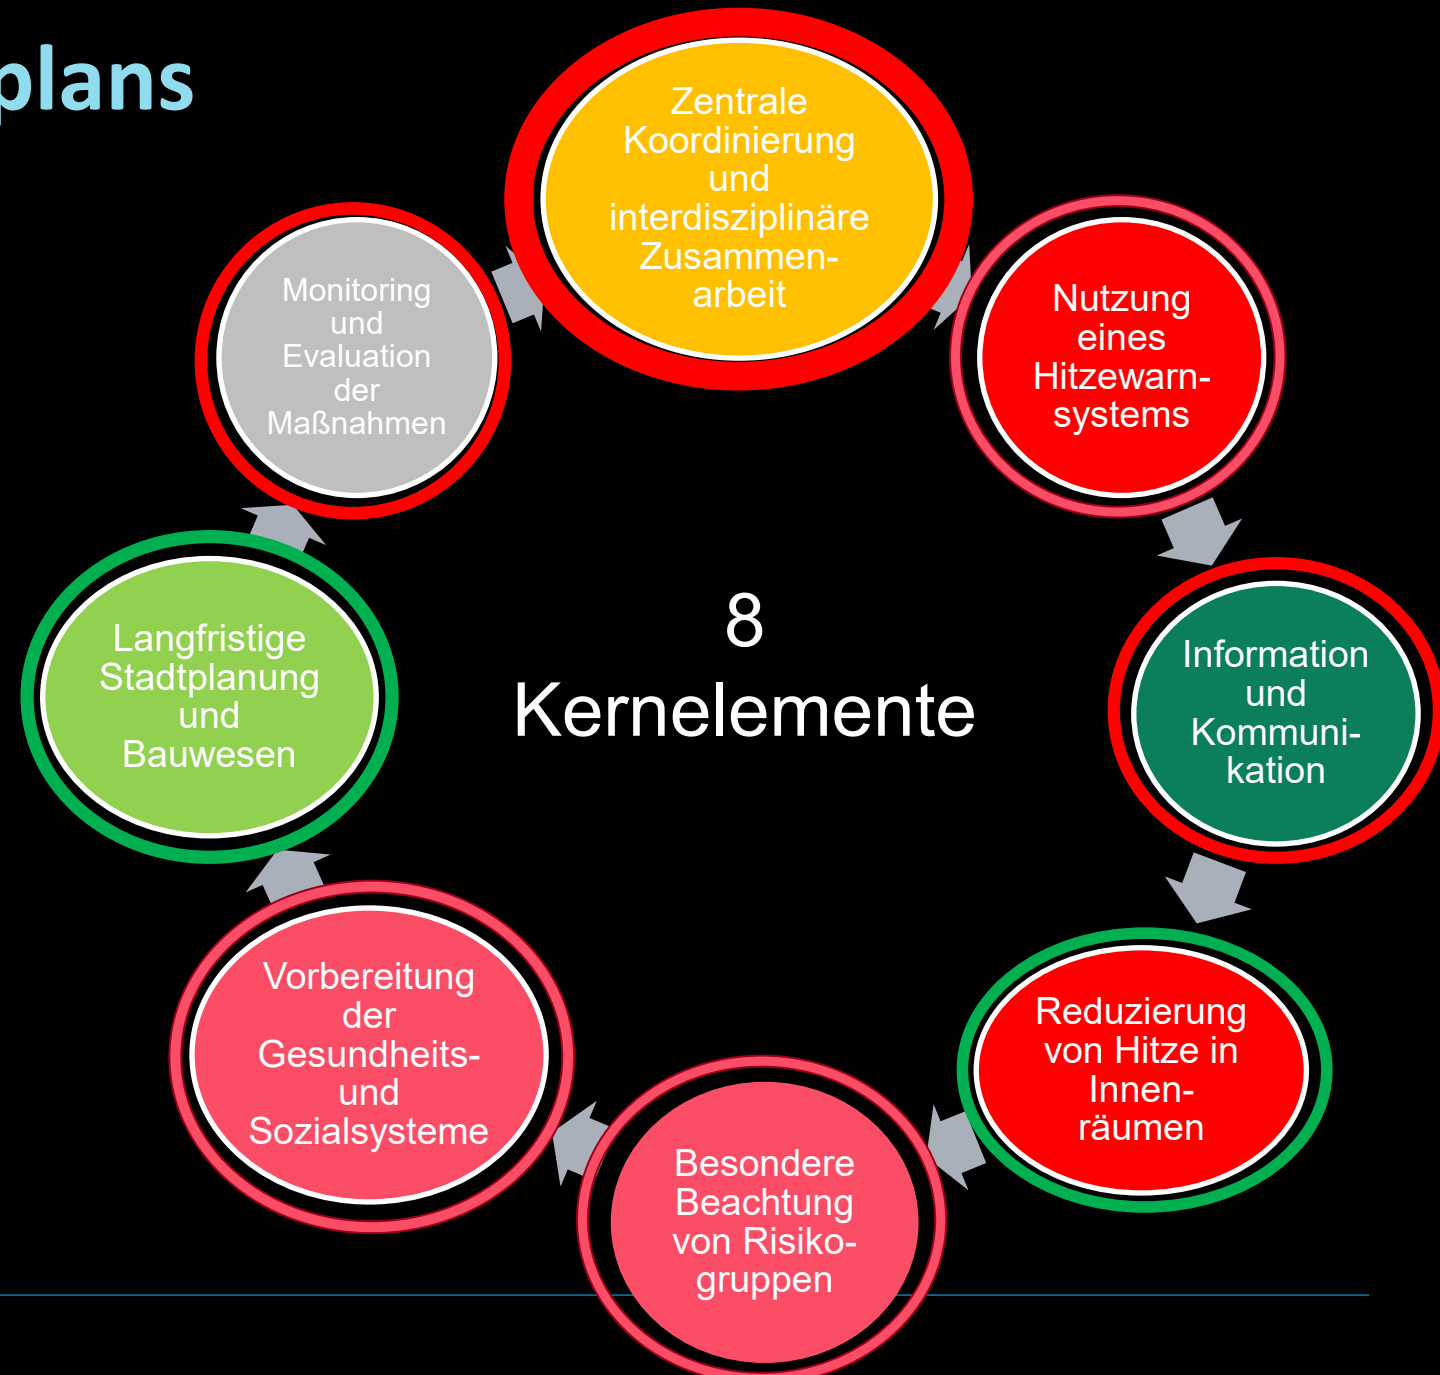 plans
Zentrale
Koordinierung
und
interdisziplinäre
Zusammen-
arbeit
Nutzung
eines
Hitzewarn-
systems
Information
und
Kommuni-
kation
Reduzierung
von Hitze in
Innen-
räumen
Besondere
Beachtung
von Risiko-
gruppen
Vorbereitung
der
Gesundheits-
und
Sozialsysteme
Langfristige
Stadtplanung
und
Bauwesen
Monitoring
und
Evaluation
der
Maßnahmen
8
Kernelemente